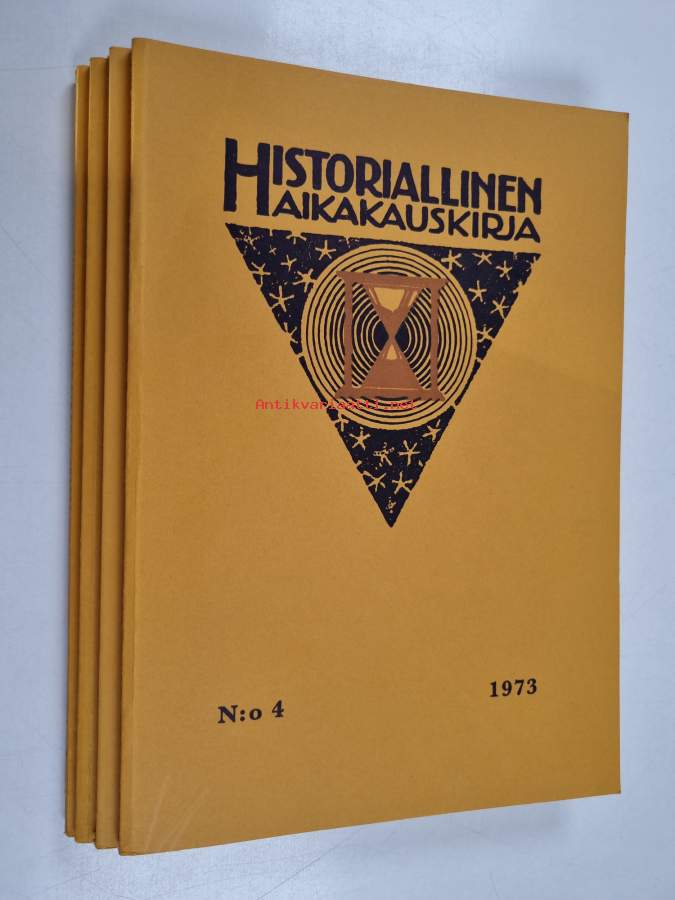 HISTORIALLINEN
AIKAKAUSKIRJA
Antikvariaatti.net
N:o 4
1973